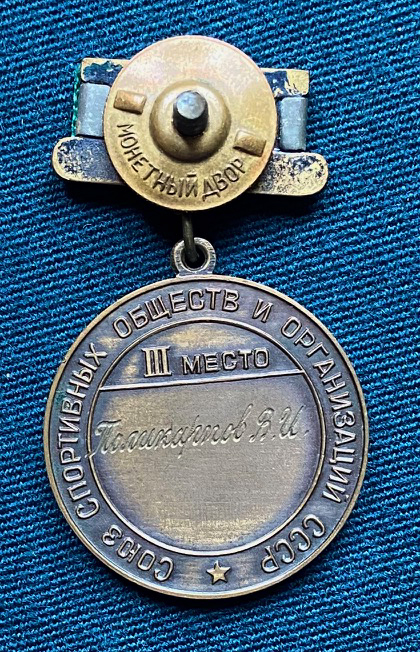 МОНЕТНЫЙ ДВОР
СОЮЗ СПОРТИВНЫХ ОБЩЕСТВ И ОРГАНИЗАЦИЙ СССР
III МЕСТО
Поликарпов В.И.